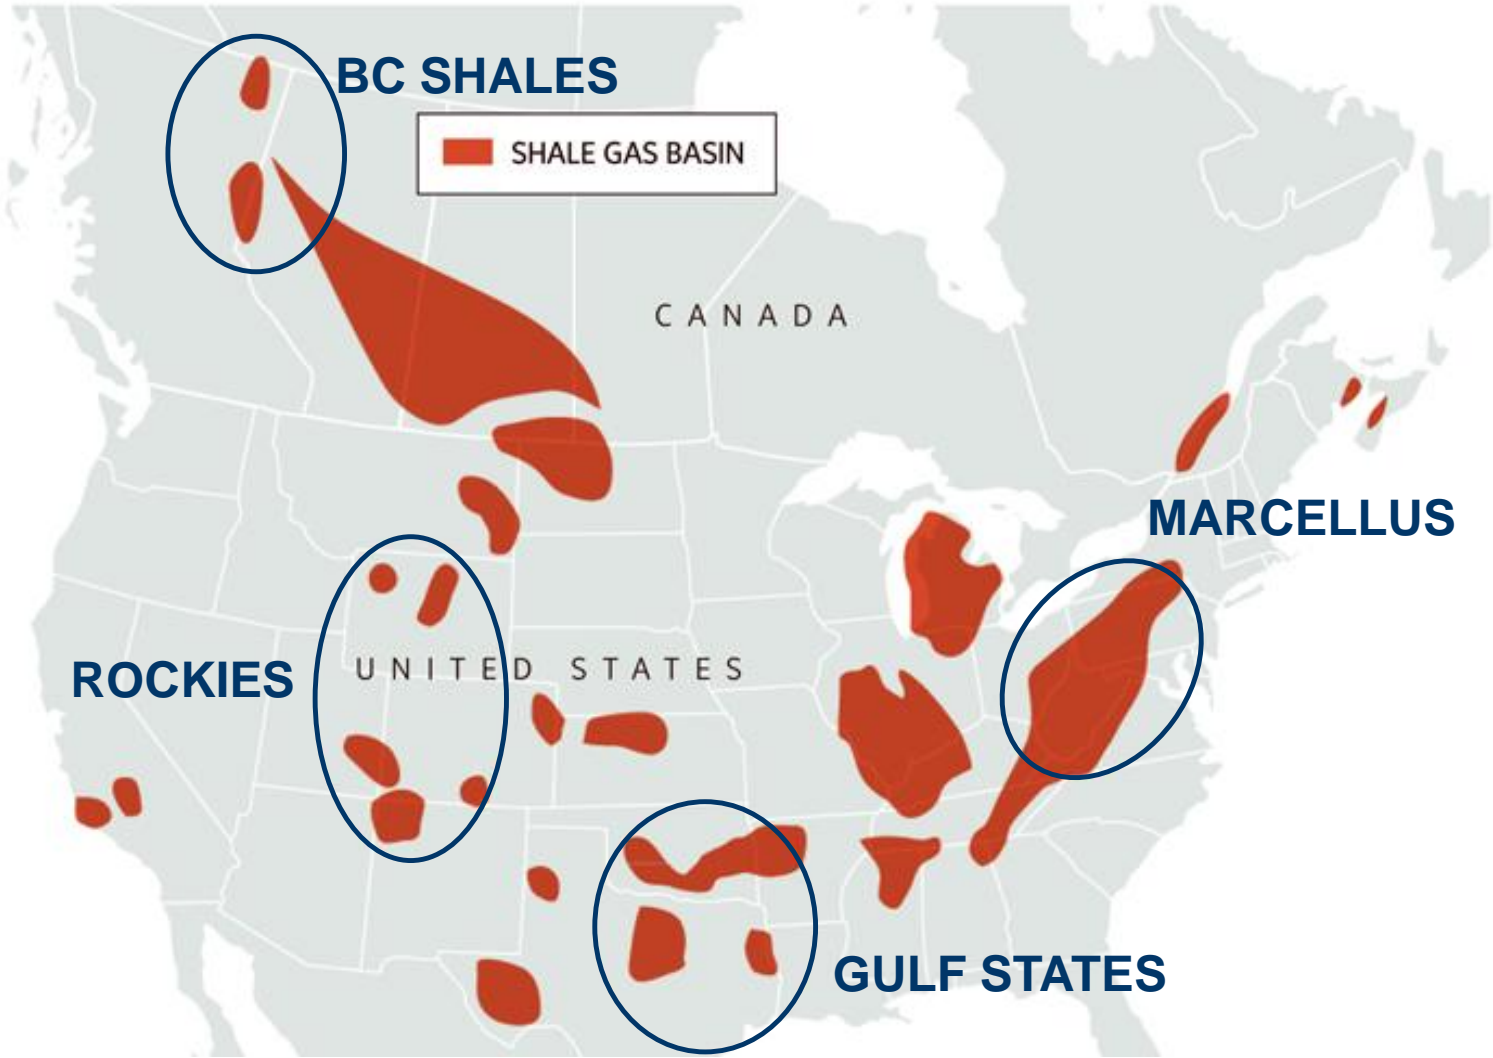 BC SHALES
SHALE GAS BASIN
CANADA
MARCELLUS
ROCKIES
UNITED STATES
GULF STATES